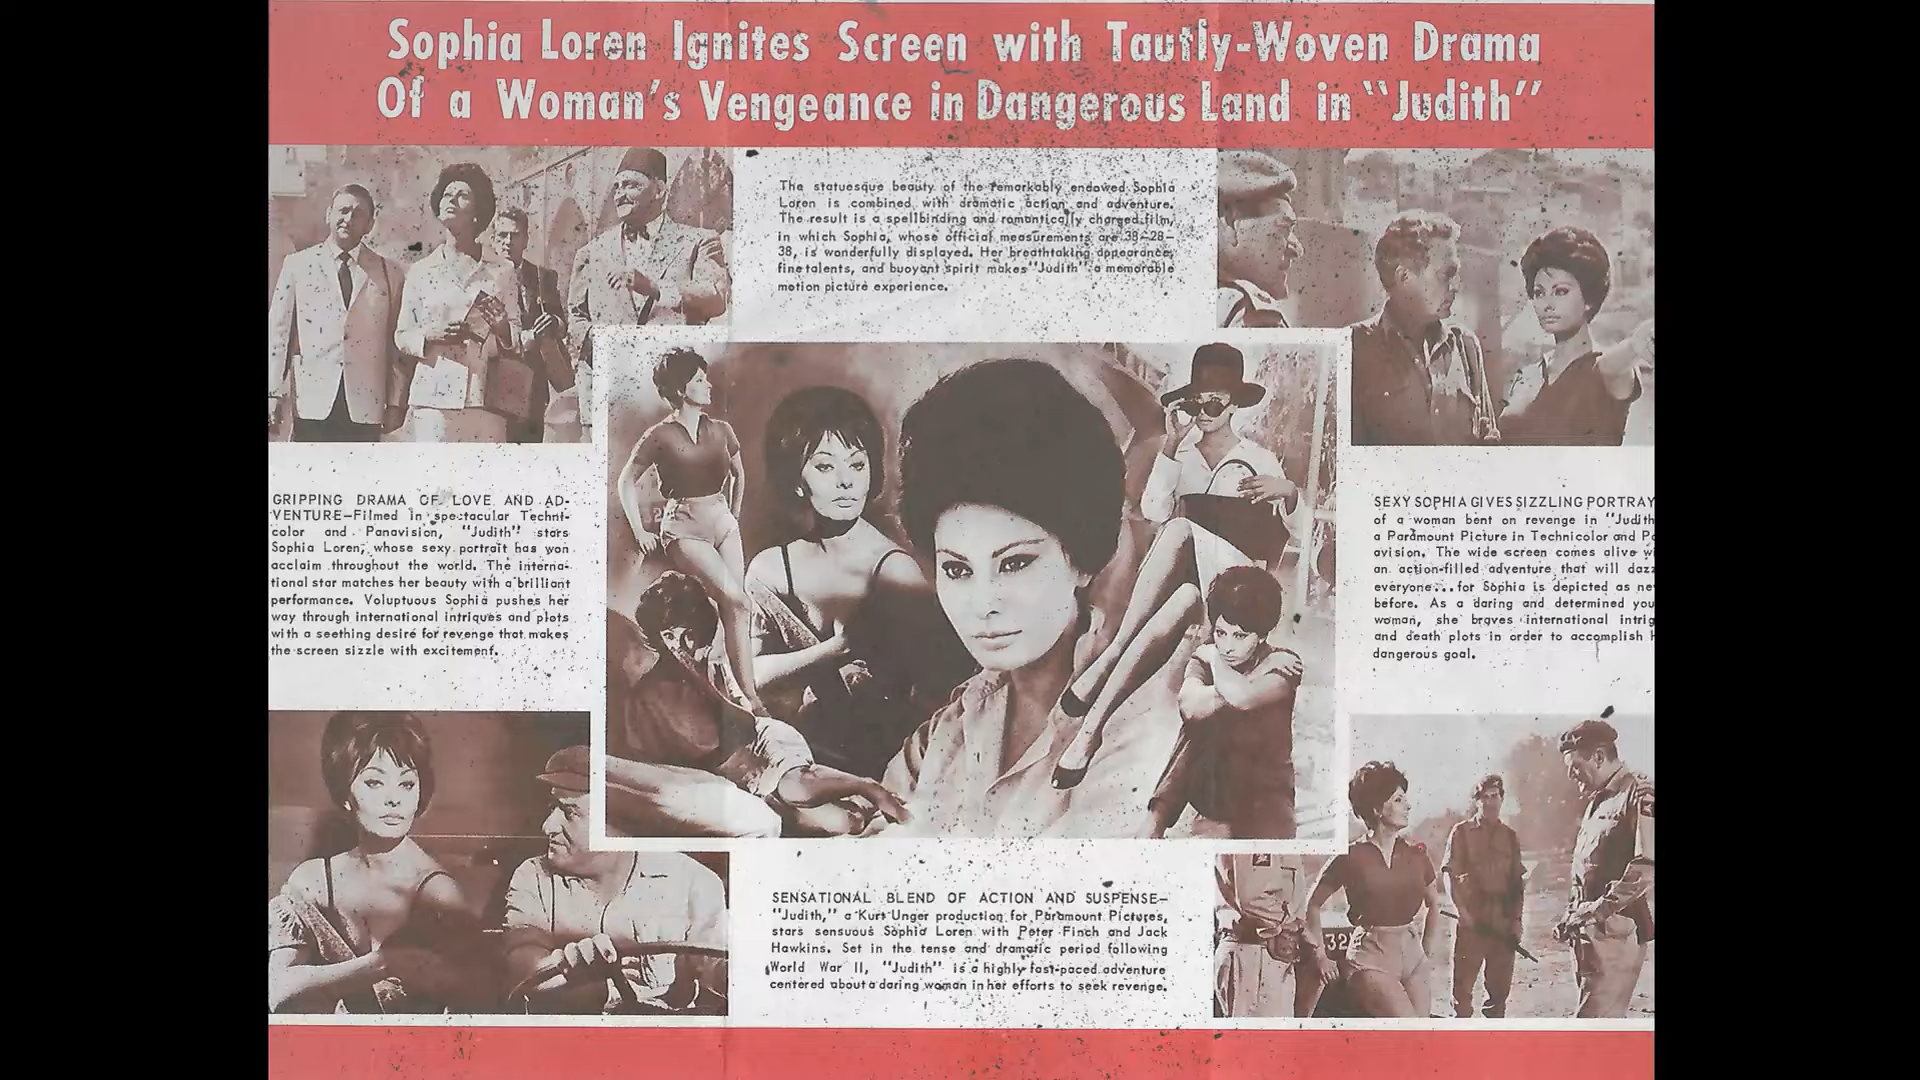 Sophia Loren Ignites Screen with Tautly-Woven Drama
Of a Woman's Vengeance in Dangerous Land in "Judith"
The statuesque beauty of the remarkably endowed Sophia
Loren is combined with dramatic action and adventure.
The result is a spellbinding and romantically charged film,
in which Sophia, whose official measurements are 38-28-
38, is wonderfully displayed. Her breathtaking appearance,
fine talents, and buoyant spirit makes "Judith" a memorable
motion picture experience.
GRIPPING DRAMA OF LOVE AND AD-
VENTURE—Filmed in spectacular Techni-
color and Panavision, "Judith" stars
Sophia Loren, whose sexy portrait has won
acclaim throughout the world. The interna-
tional star matches her beauty with a brilliant
performance. Voluptuous Sophia pushes her
way through international intriques and plots
with a seething desire for revenge that makes
the screen sizzle with excitement.
SEXY SOPHIA GIVES SIZZLING PORTRAY
of a woman bent on revenge in "Judith
a Paramount Picture in Technicolor and Pa
avision. The wide screen comes alive wi
an action-filled adventure that will dazz
everyone...for Sophia is depicted as ne
before. As a daring and determined you
woman, she braves international intrig
and death plots in order to accomplish h
dangerous goal.
SENSATIONAL BLEND OF ACTION AND SUSPENSE—
"Judith," a Kurt Unger production for Paramount Pictures,
stars sensuous Sophia Loren with Peter Finch and Jack
Hawkins. Set in the tense and dramatic period following
World War II, "Judith" is a highly fast-paced adventure
centered about a daring woman in her efforts to seek revenge.
32